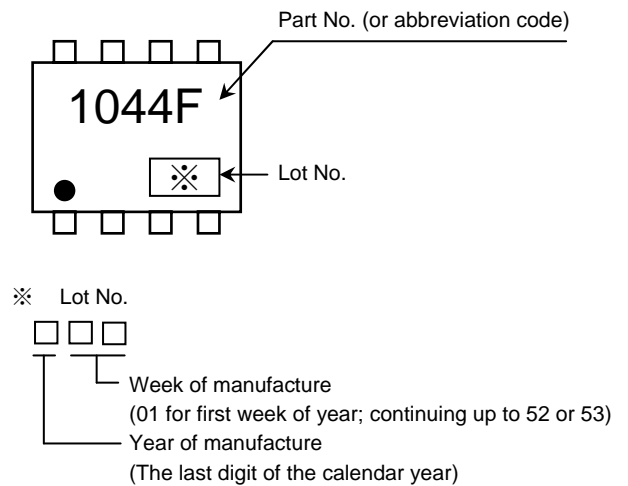 Part No. (or abbreviation code)
1044F
※
Lot No.
※ Lot No.
Week of manufacture
(01 for first week of year; continuing up to 52 or 53)
Year of manufacture
(The last digit of the calendar year)